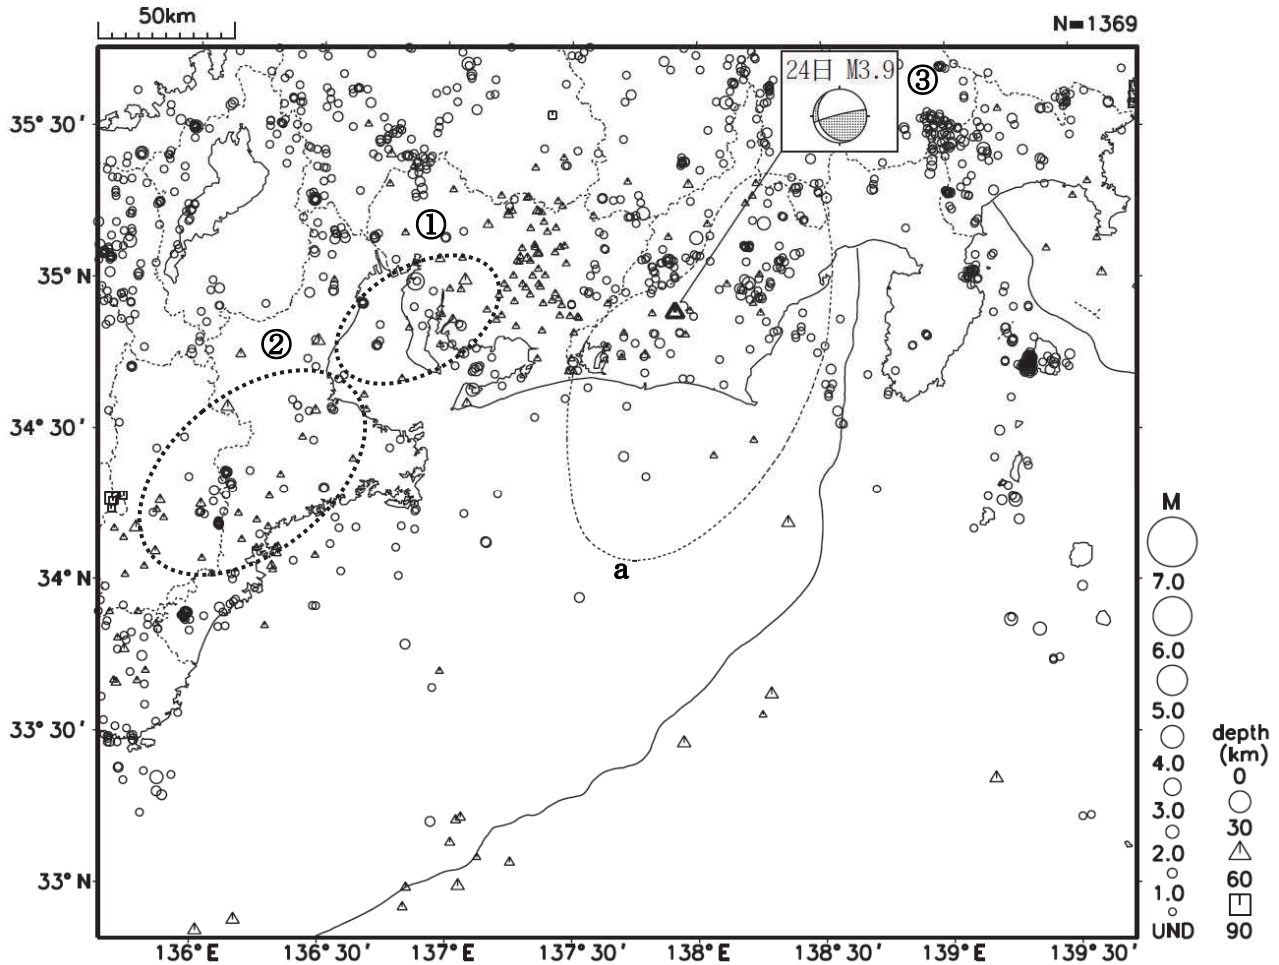 50km
N=1369
24日 M3.9
③
35°30′
①
35°N
②
34°30′
a
34°N
33°30′
33°N
136°E
136°30′
137°E
137°30′
138°E
138°30′
139°E
139°30′
M
7.0
6.0
5.0
4.0
3.0
2.0
1.0
UND
depth
(km)
0
30
60
90